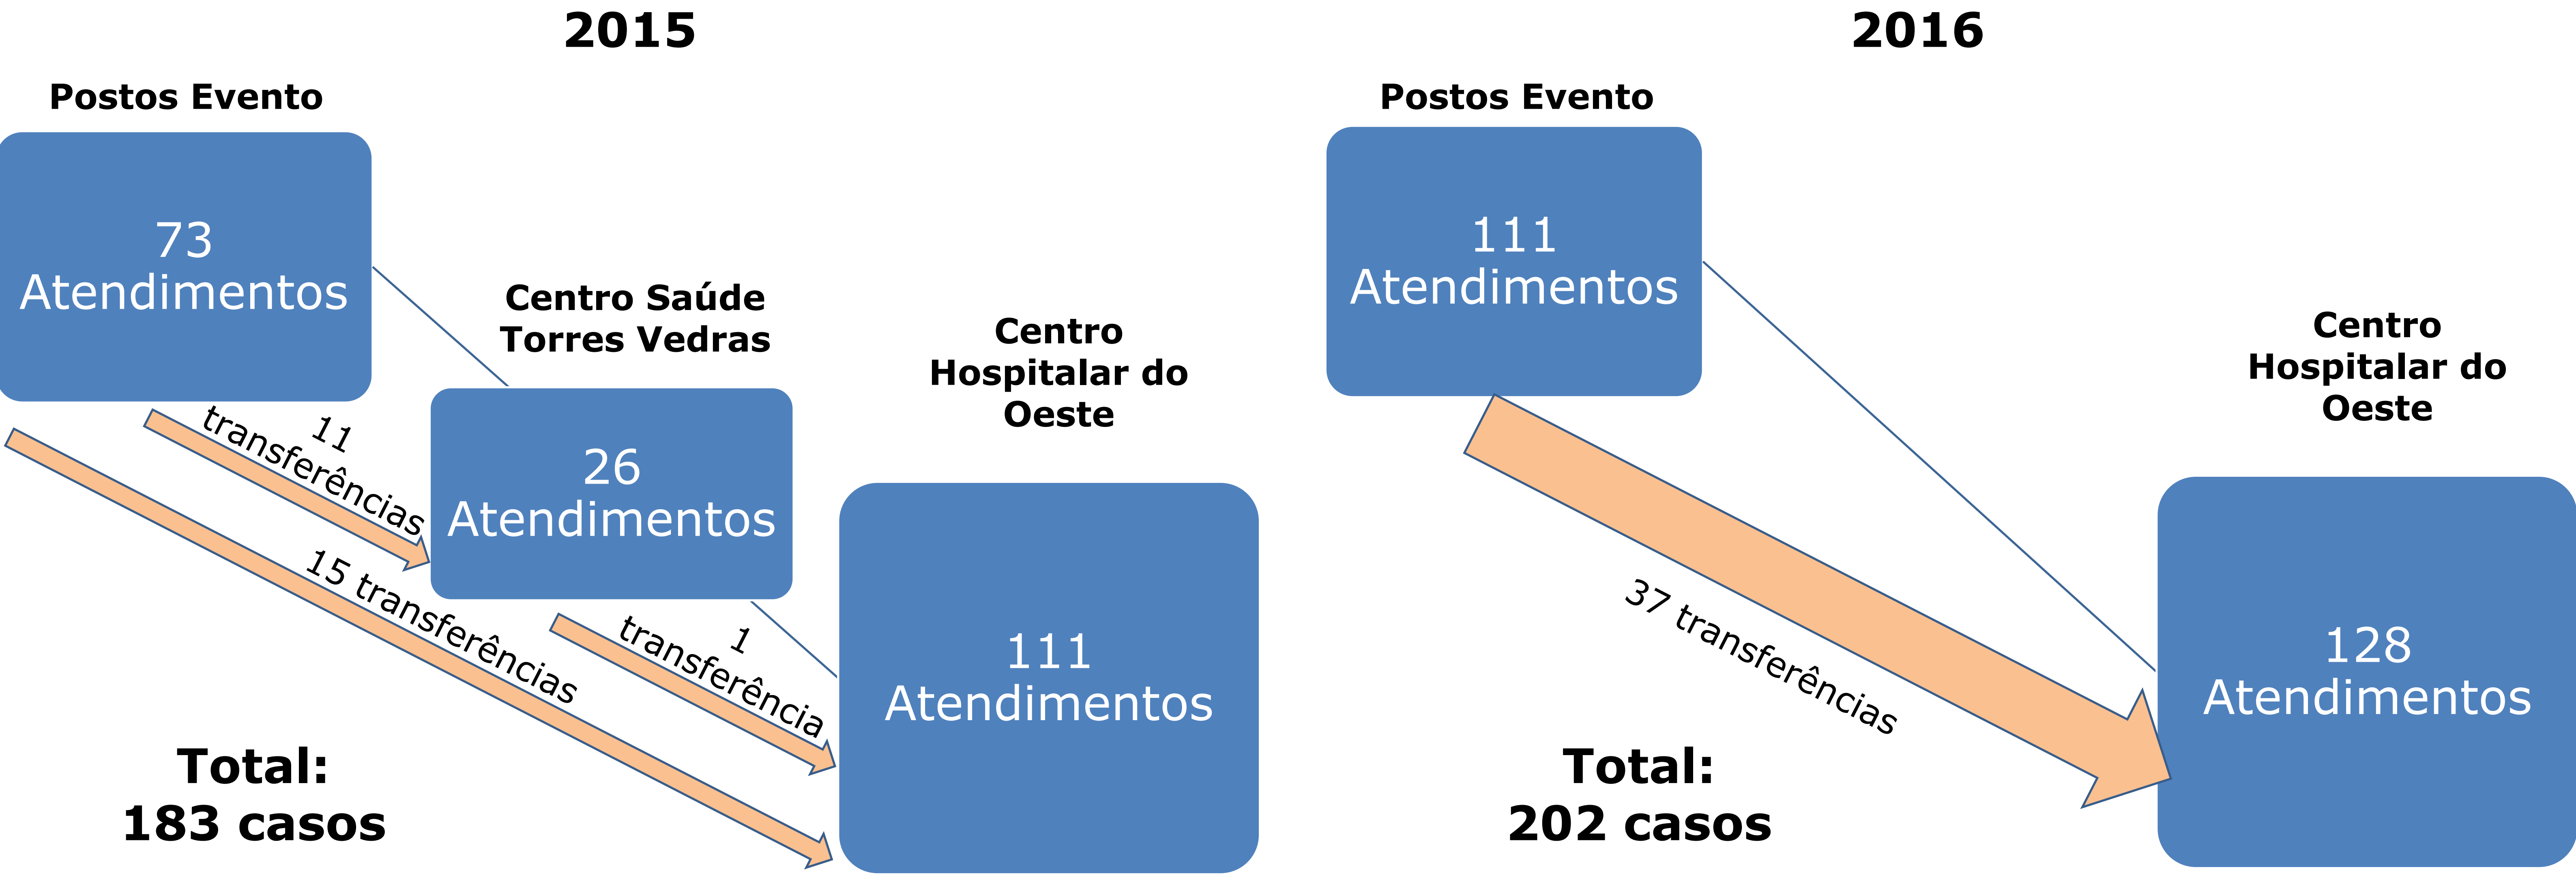 2015
Postos Evento
73
Atendimentos
11
transferências
15 transferências
Centro Saúde
Torres Vedras
26
Atendimentos
1
transferência
Centro
Hospitalar do
Oeste
111
Atendimentos
Total:
183 casos
2016
Postos Evento
111
Atendimentos
37 transferências
Centro
Hospitalar do
Oeste
128
Atendimentos
Total:
202 casos